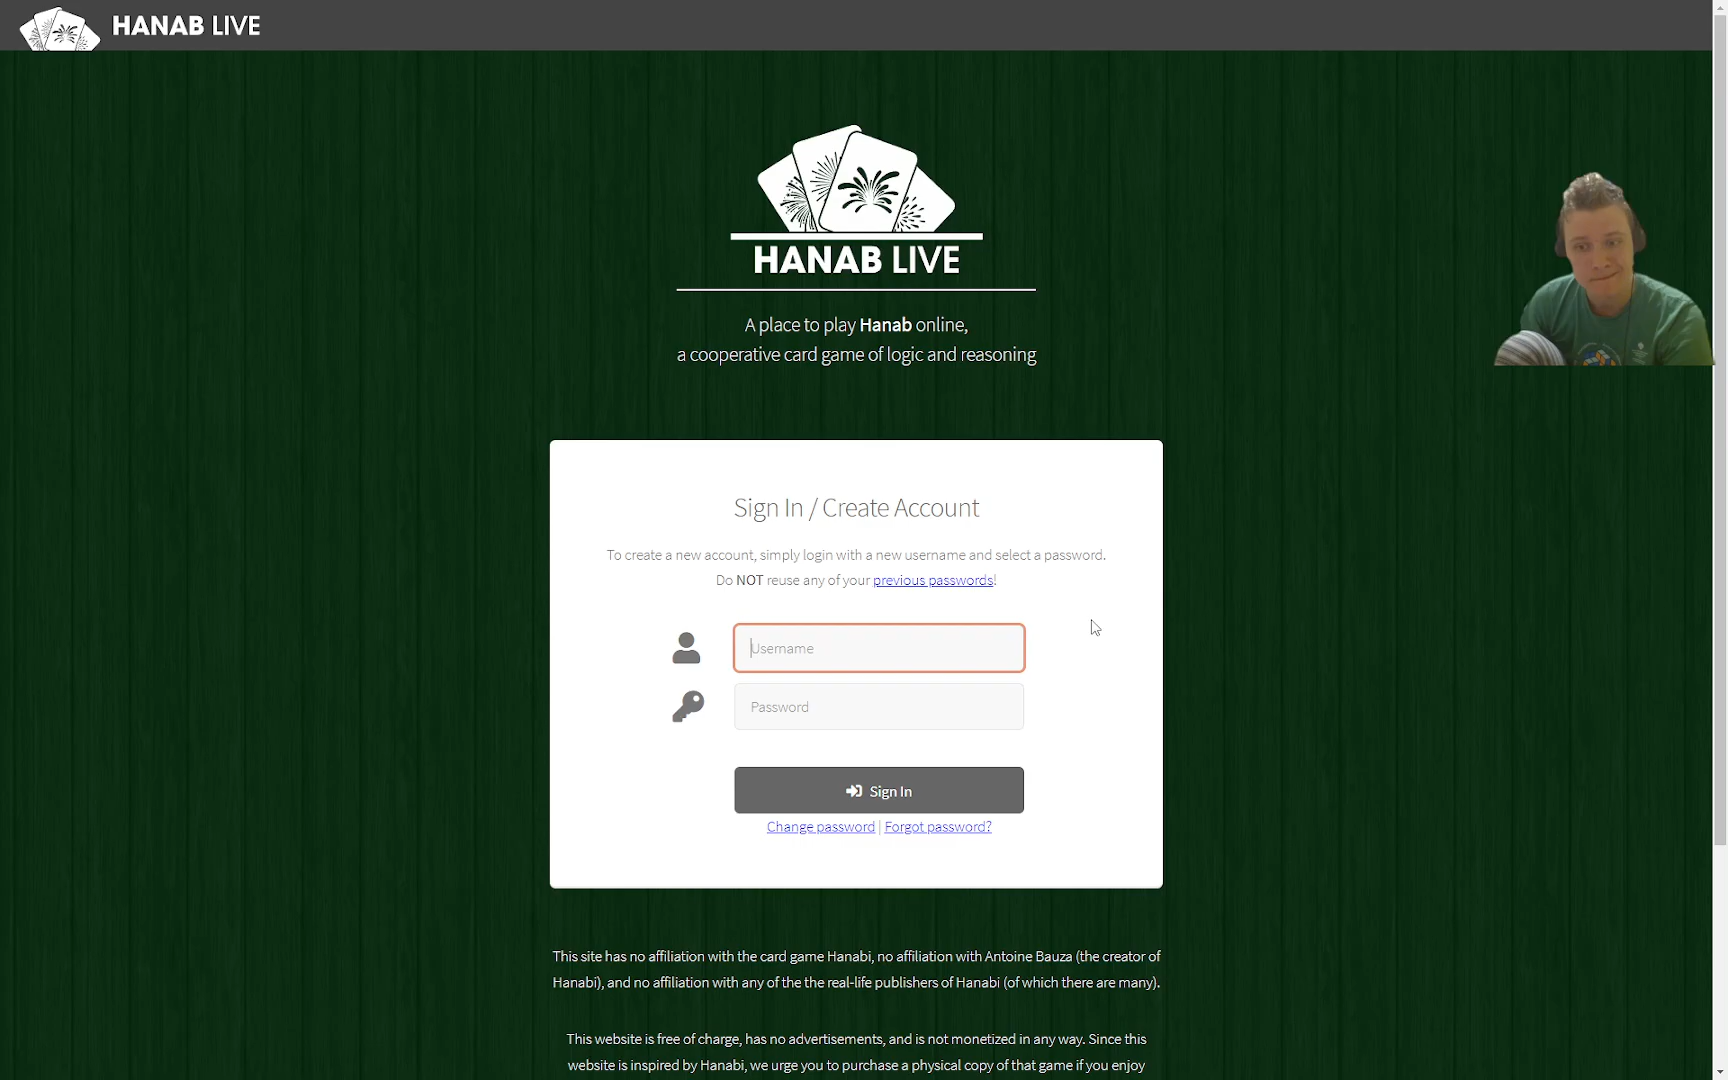 HANAB LIVE
HANAB LIVE
A place to play Hanab online,
a cooperative card game of logic and reasoning
Sign In / Create Account
To create a new account, simply login with a new username and select a password.
Do NOT reuse any of your previous passwords!
Username
Password
Sign In
Change password | Forgot password?
This site has no affiliation with the card game Hanabi, no affiliation with Antoine Bauza (the creator of
Hanabi), and no affiliation with any of the the real-life publishers of Hanabi (of which there are many).
This website is free of charge, has no advertisements, and is not monetized in any way. Since this
website is inspired by Hanabi, we urge you to purchase a physical copy of that game if you enjoy